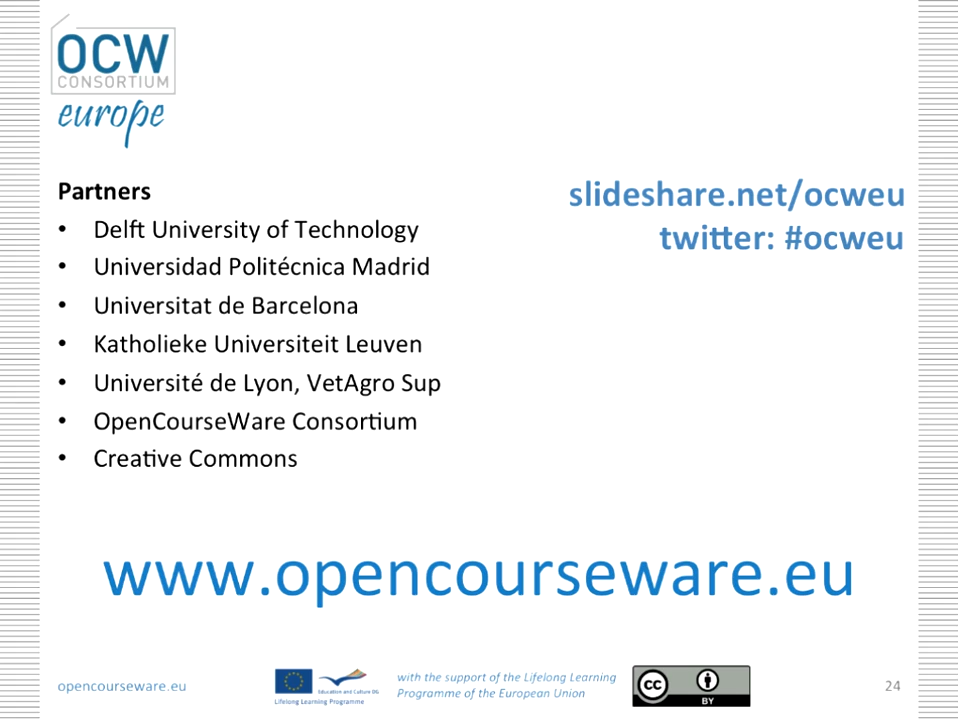 OCW
CONSORTIUM
europe
Partners
• Delft University of Technology
• Universidad Politécnica Madrid
• Universitat de Barcelona
• Katholieke Universiteit Leuven
• Université de Lyon, VetAgro Sup
• OpenCourseWare Consortium
• Creative Commons
slideshare.net/ocweu
twitter: #ocweu
www.opencourseware.eu
opencourseware.eu
Education and Culture DG
Lifelong Learning Programme
with the support of the Lifelong Learning
Programme of the European Union
cc
BY
24